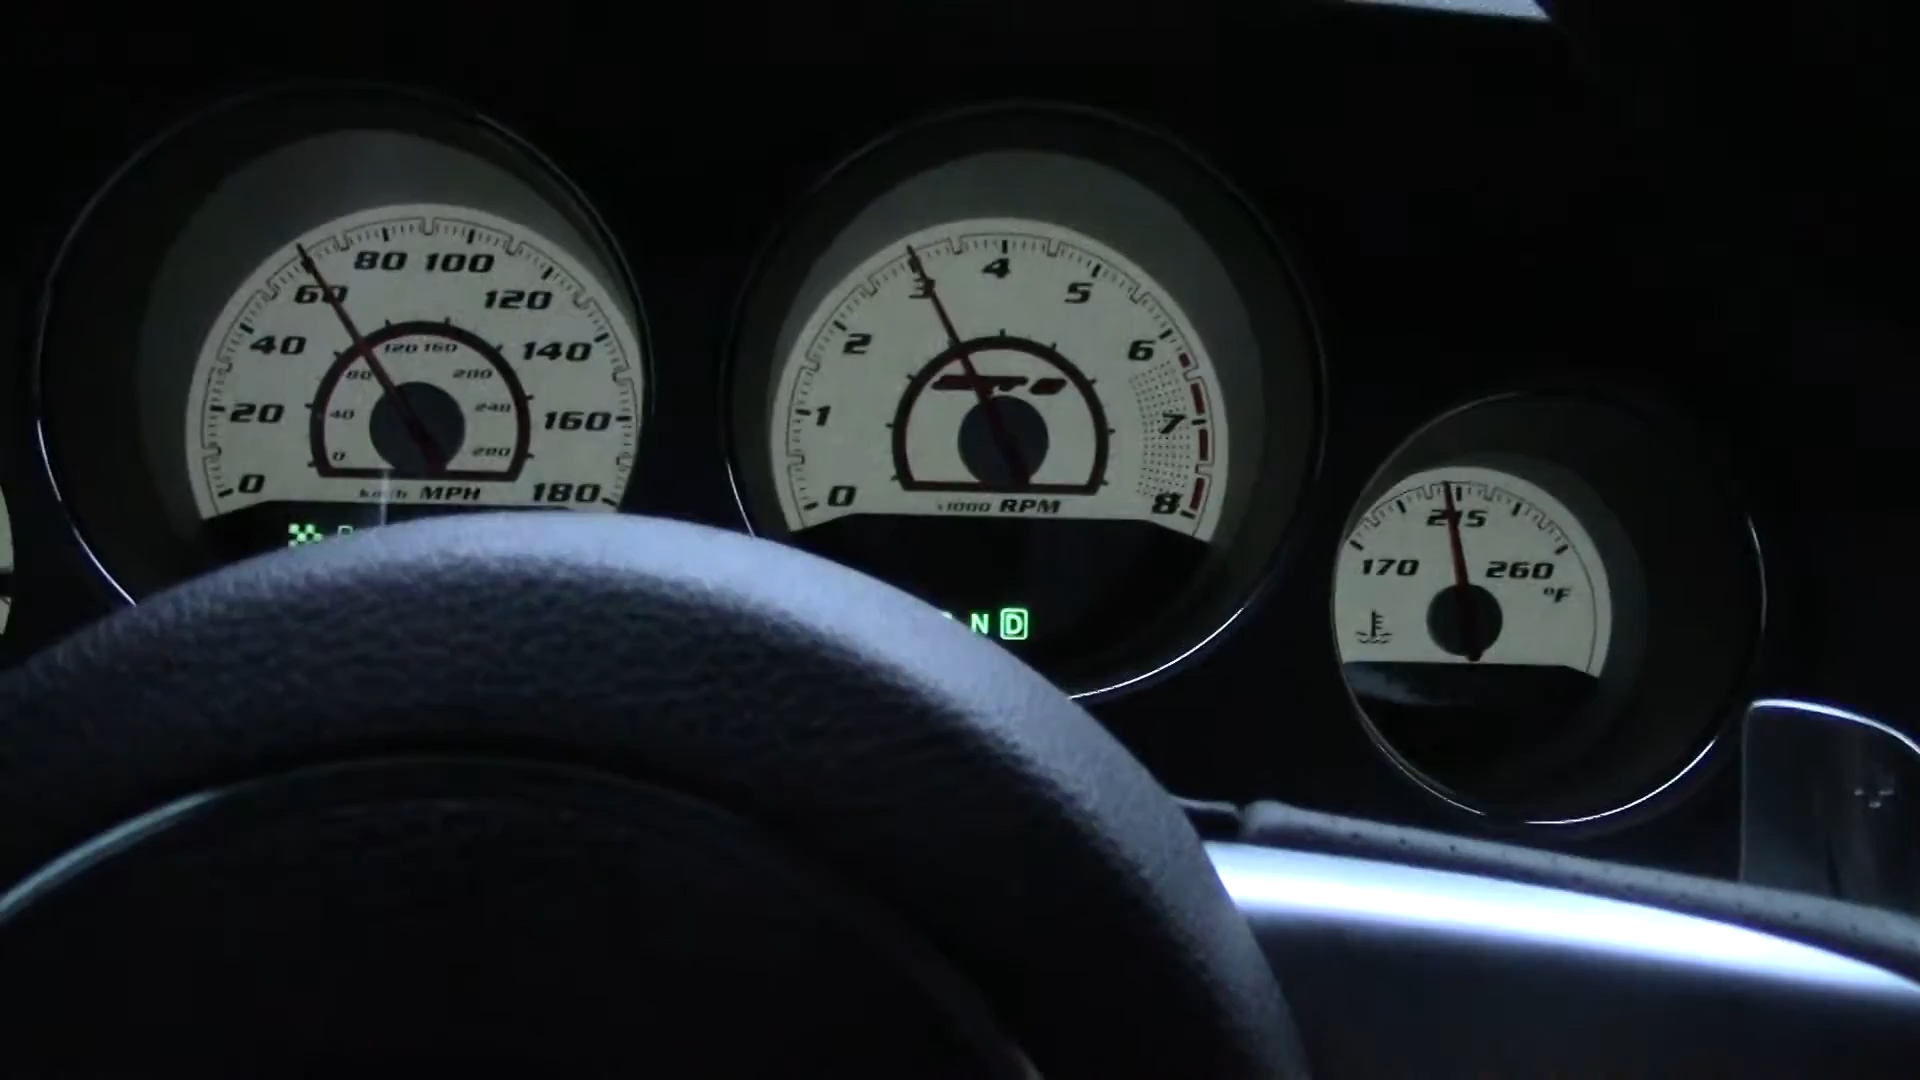 0 20 40 60 80 100 120 140 160 180
0 40 80 120 160 200 240 280
km/h MPH
0 1 2 3 4 5 6 7 8
x1000 RPM
N D
170 215 260
°F